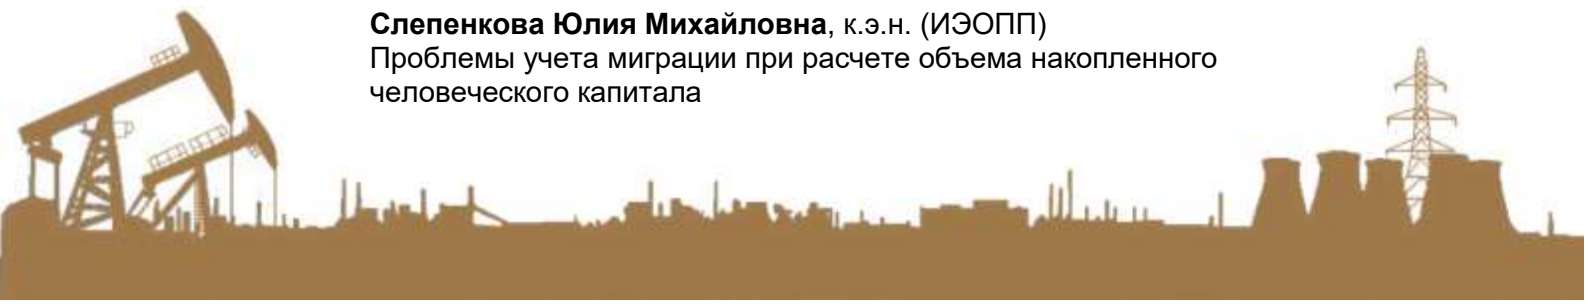 Слепенкова Юлия Михайловна, к.э.н. (ИЭОПП)
Проблемы учета миграции при расчете объема накопленного
человеческого капитала